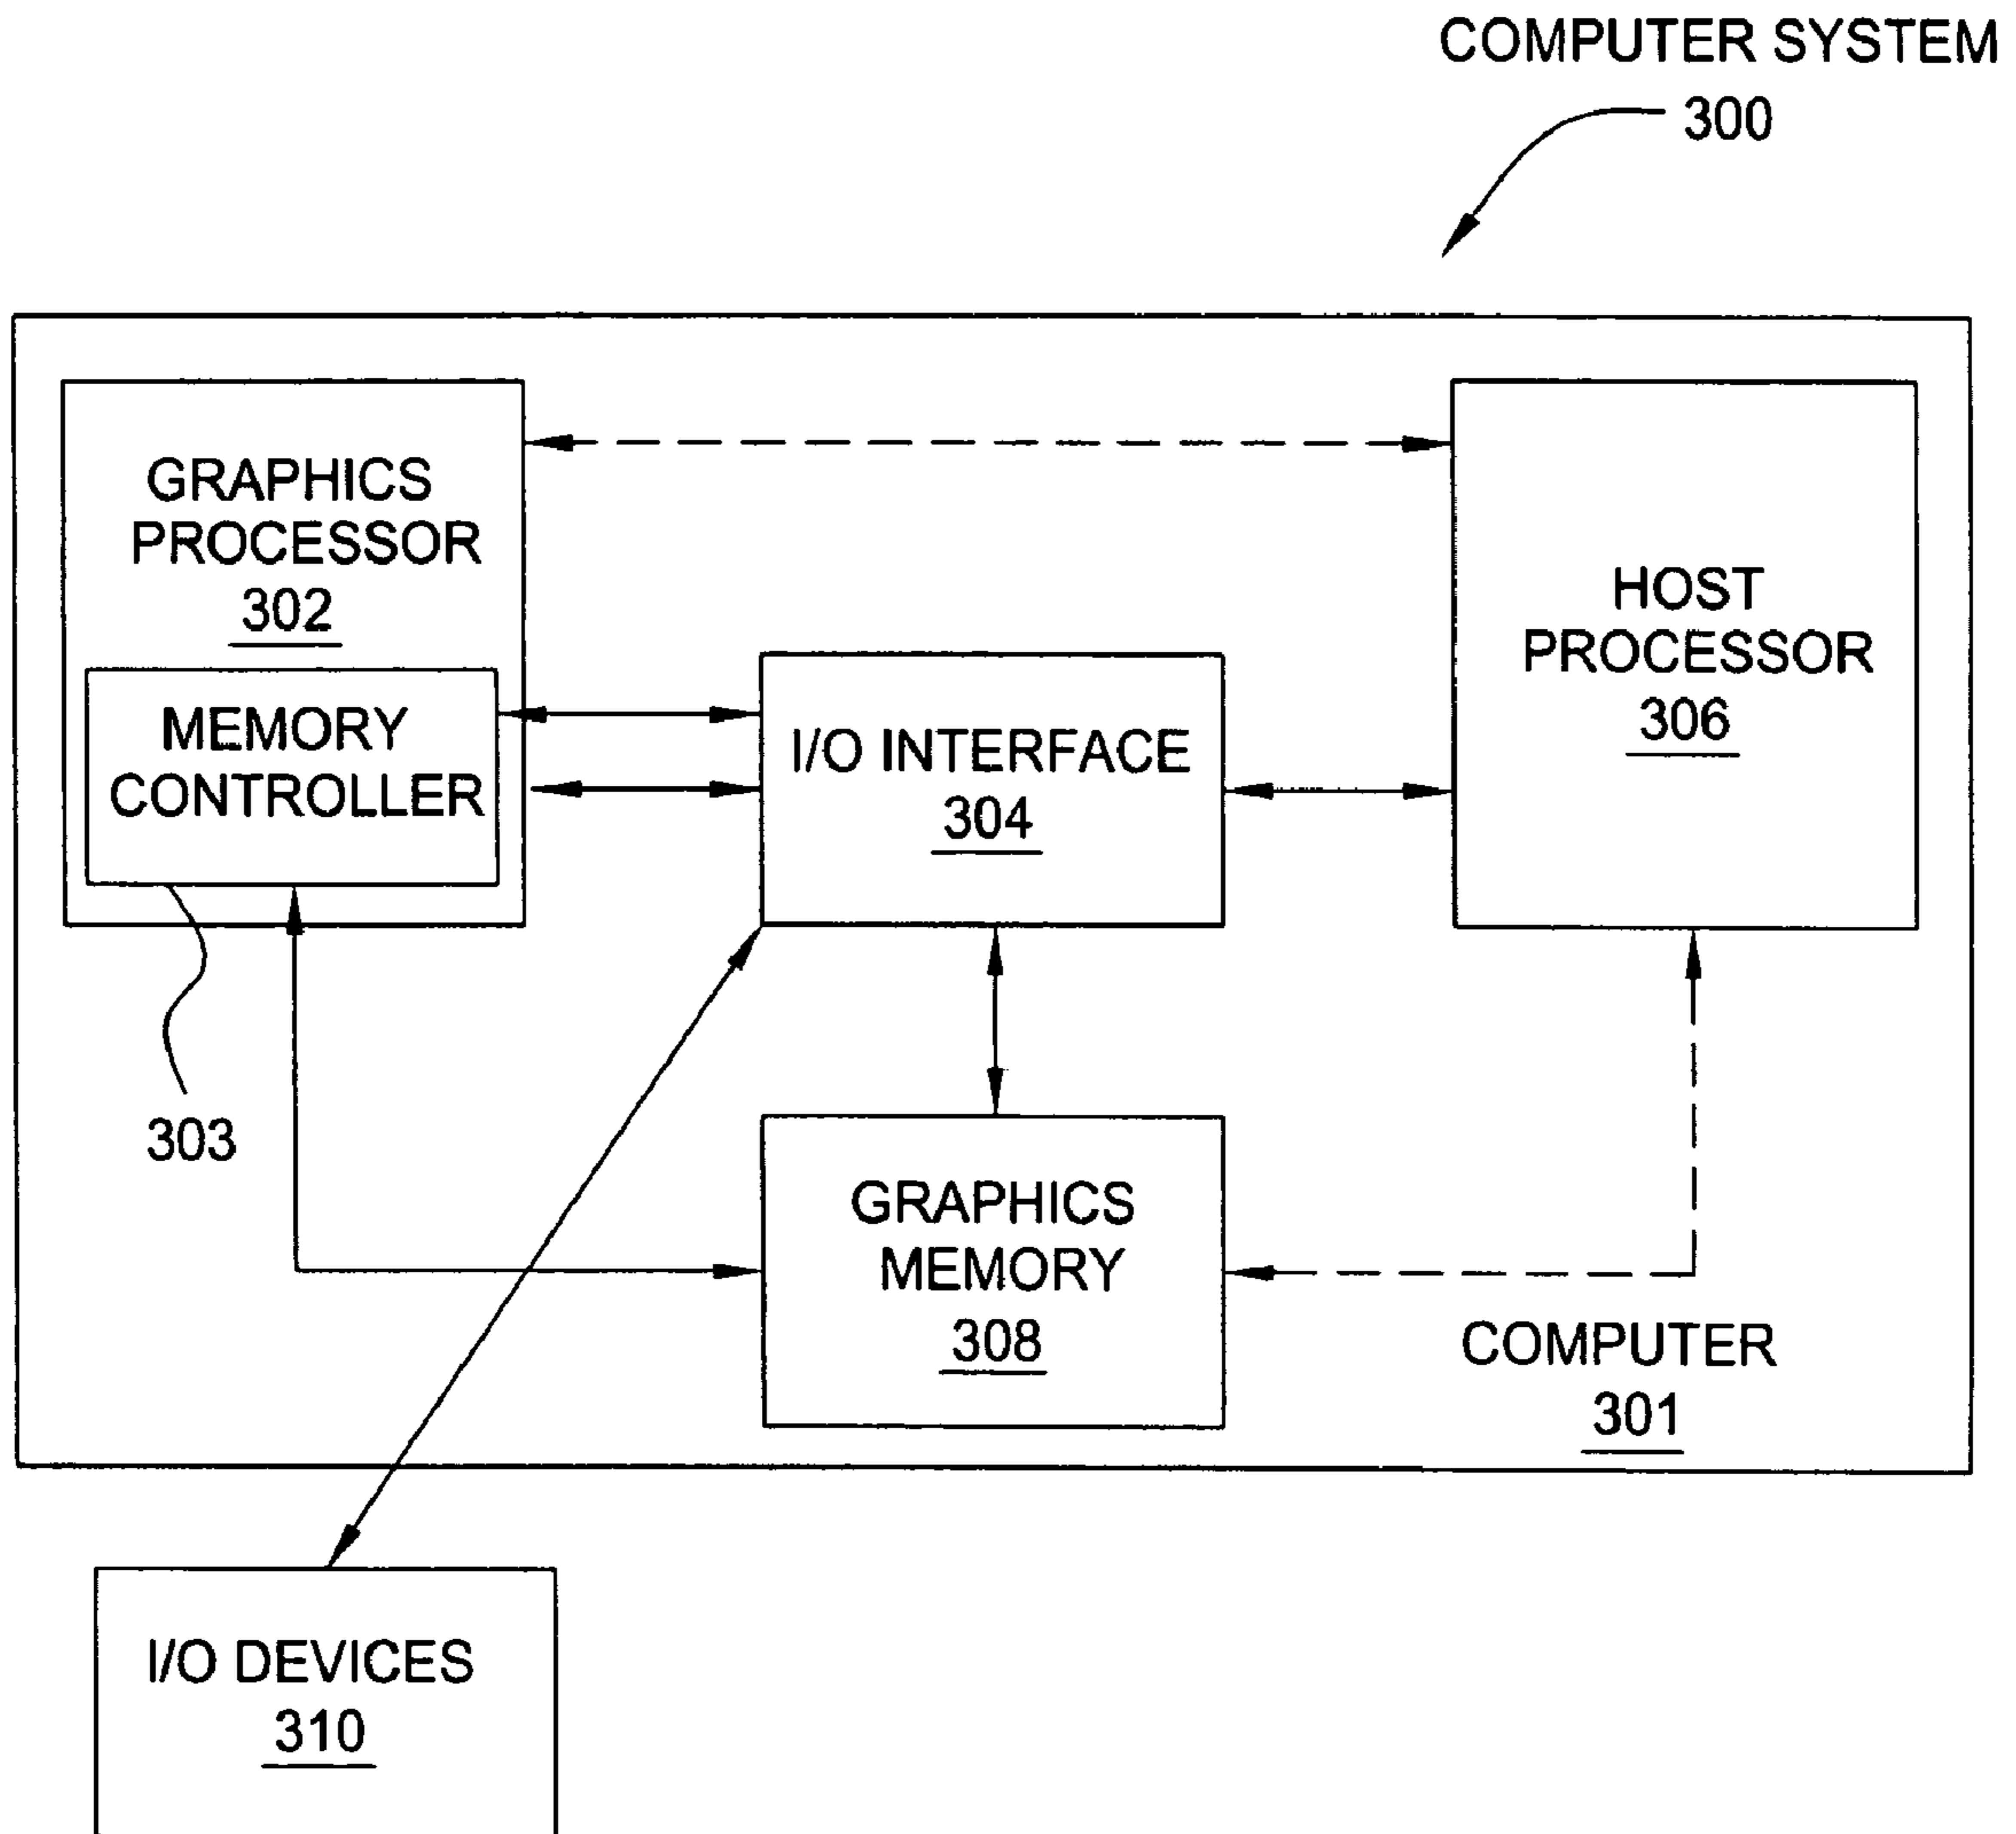 COMPUTER SYSTEM
300
GRAPHICS
PROCESSOR
302
MEMORY
CONTROLLER
303
I/O INTERFACE
304
HOST
PROCESSOR
306
GRAPHICS
MEMORY
308
COMPUTER
301
I/O DEVICES
310